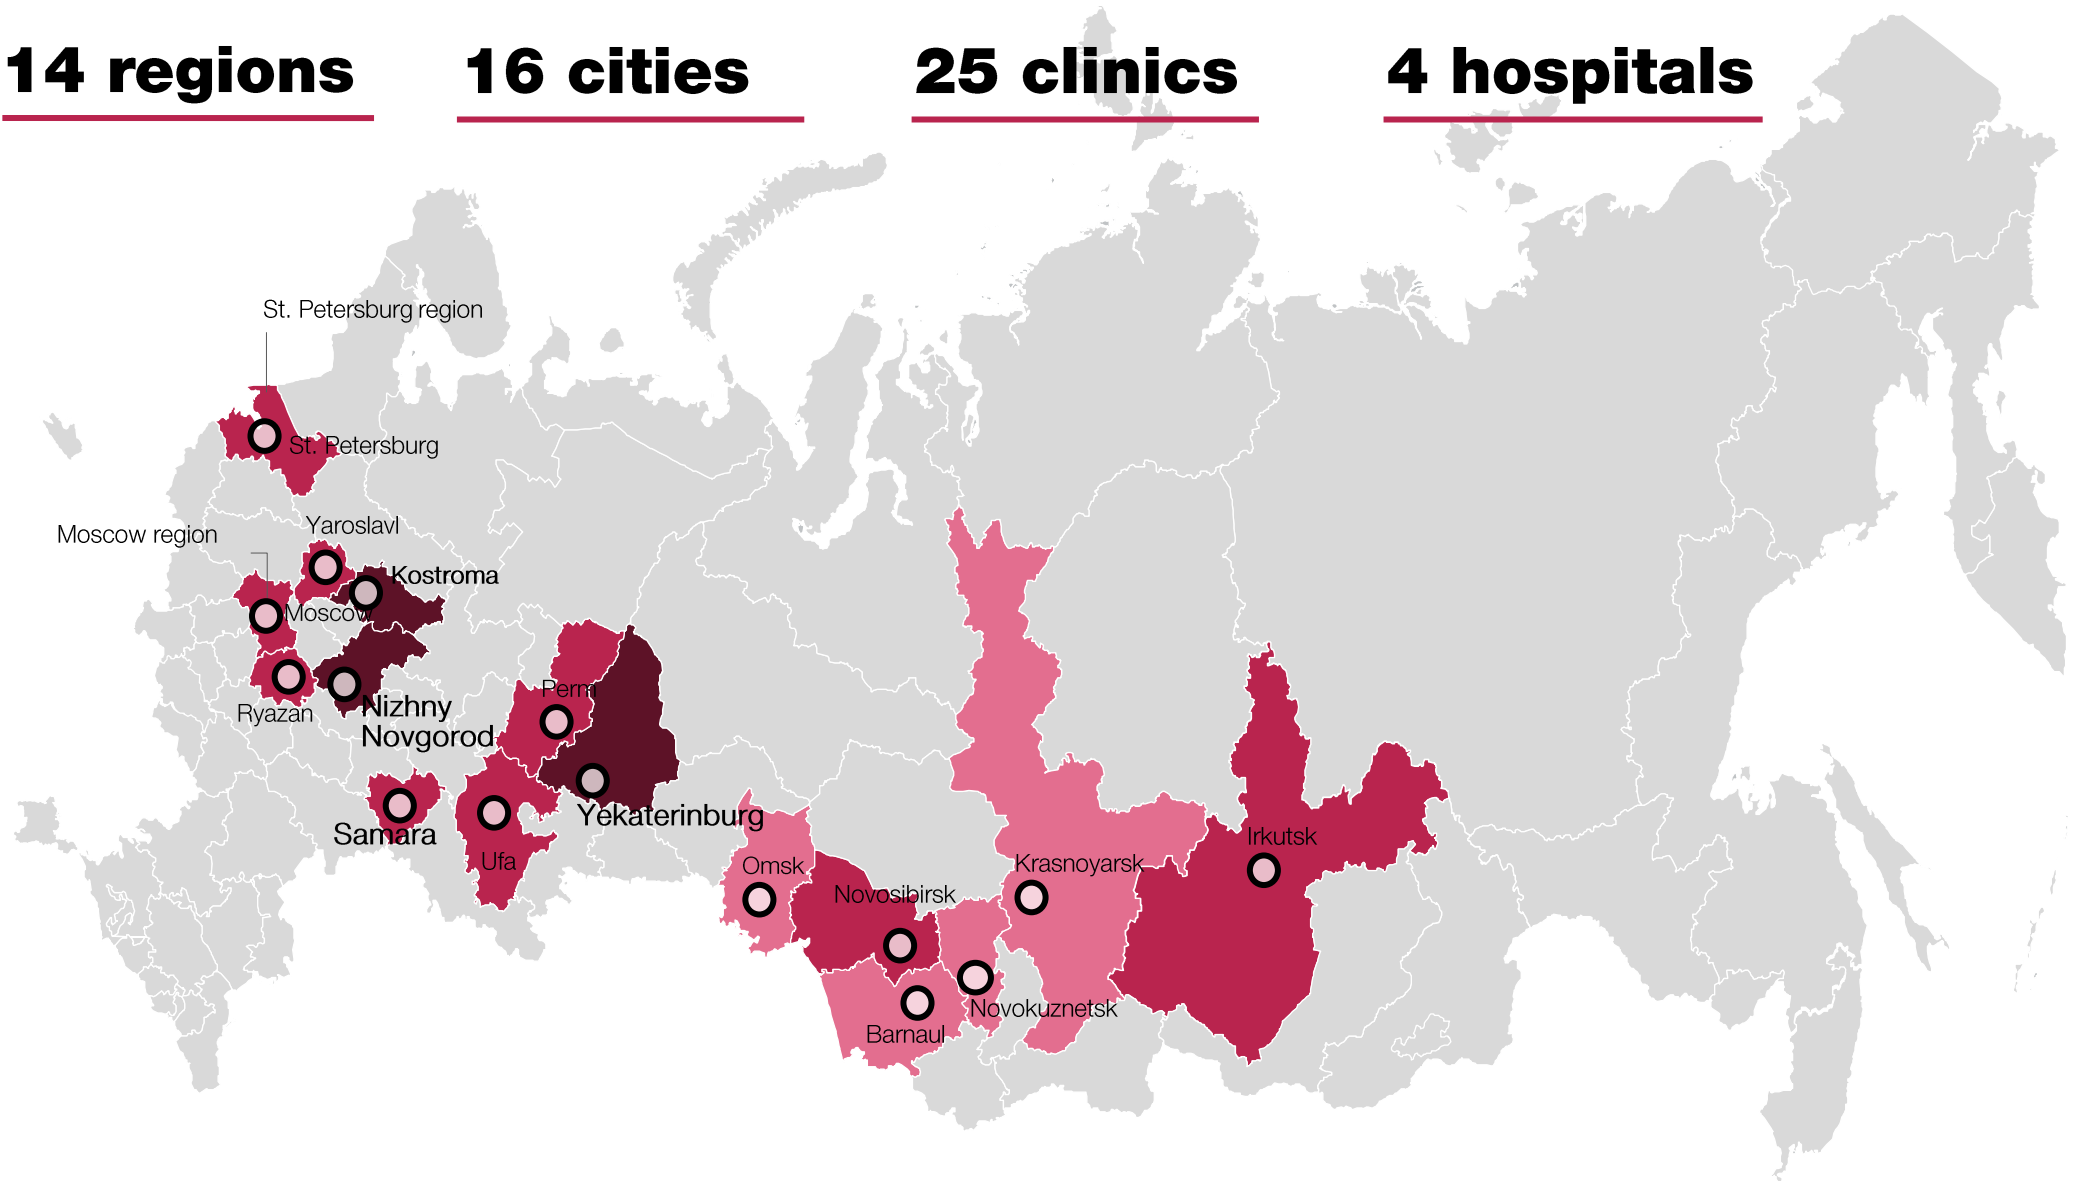 14 regions
16 cities
25 clinics
4 hospitals
St. Petersburg region
St. Petersburg
Moscow region
Yaroslavl
Kostroma
Moscow
Perm
Ryazan
Nizhny
Novgorod
Samara
Yekaterinburg
Ufa
Omsk
Novosibirsk
Krasnoyarsk
Irkutsk
Novokuznetsk
Barnaul